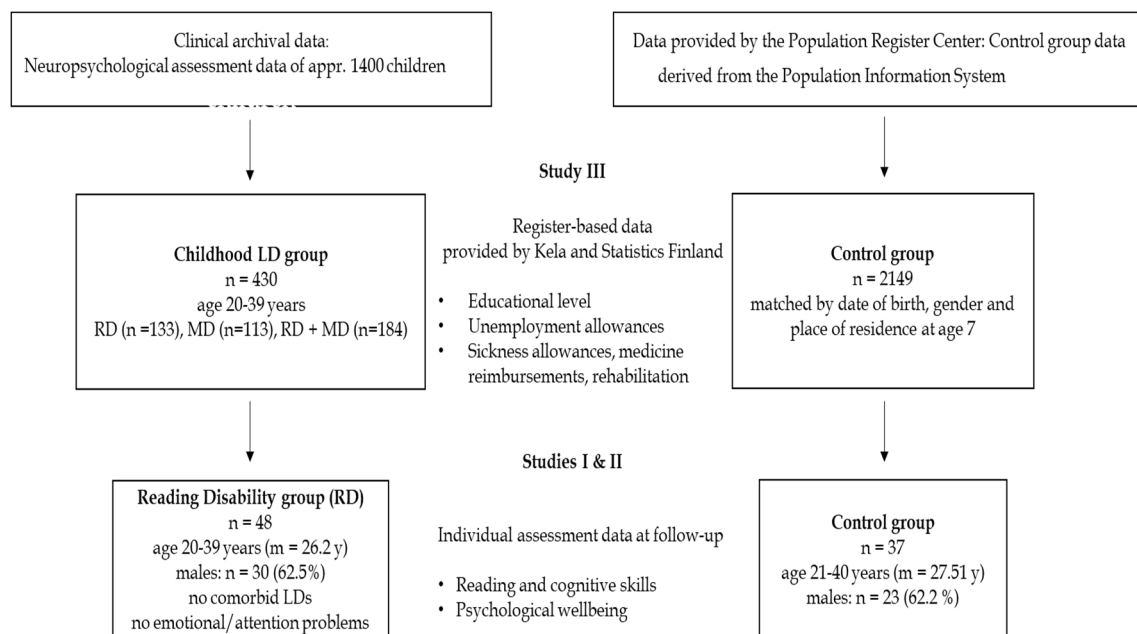 Clinical archival data:
Neuropsychological assessment data of appr. 1400 children
Data provided by the Population Register Center: Control group data
derived from the Population Information System
Study III
Childhood LD group
n = 430
age 20-39 years
RD (n =133), MD (n=113), RD + MD (n=184)
Register-based data
provided by Kela and Statistics Finland
• Educational level
• Unemployment allowances
• Sickness allowances, medicine
reimbursements, rehabilitation
Control group
n = 2149
matched by date of birth, gender and
place of residence at age 7
Studies I & II
Reading Disability group (RD)
n = 48
age 20-39 years (m = 26.2 y)
males: n = 30 (62.5%)
no comorbid LDs
no emotional/attention problems
Individual assessment data at follow-up
• Reading and cognitive skills
• Psychological wellbeing
Control group
n = 37
age 21-40 years (m = 27.51 y)
males: n = 23 (62.2 %)